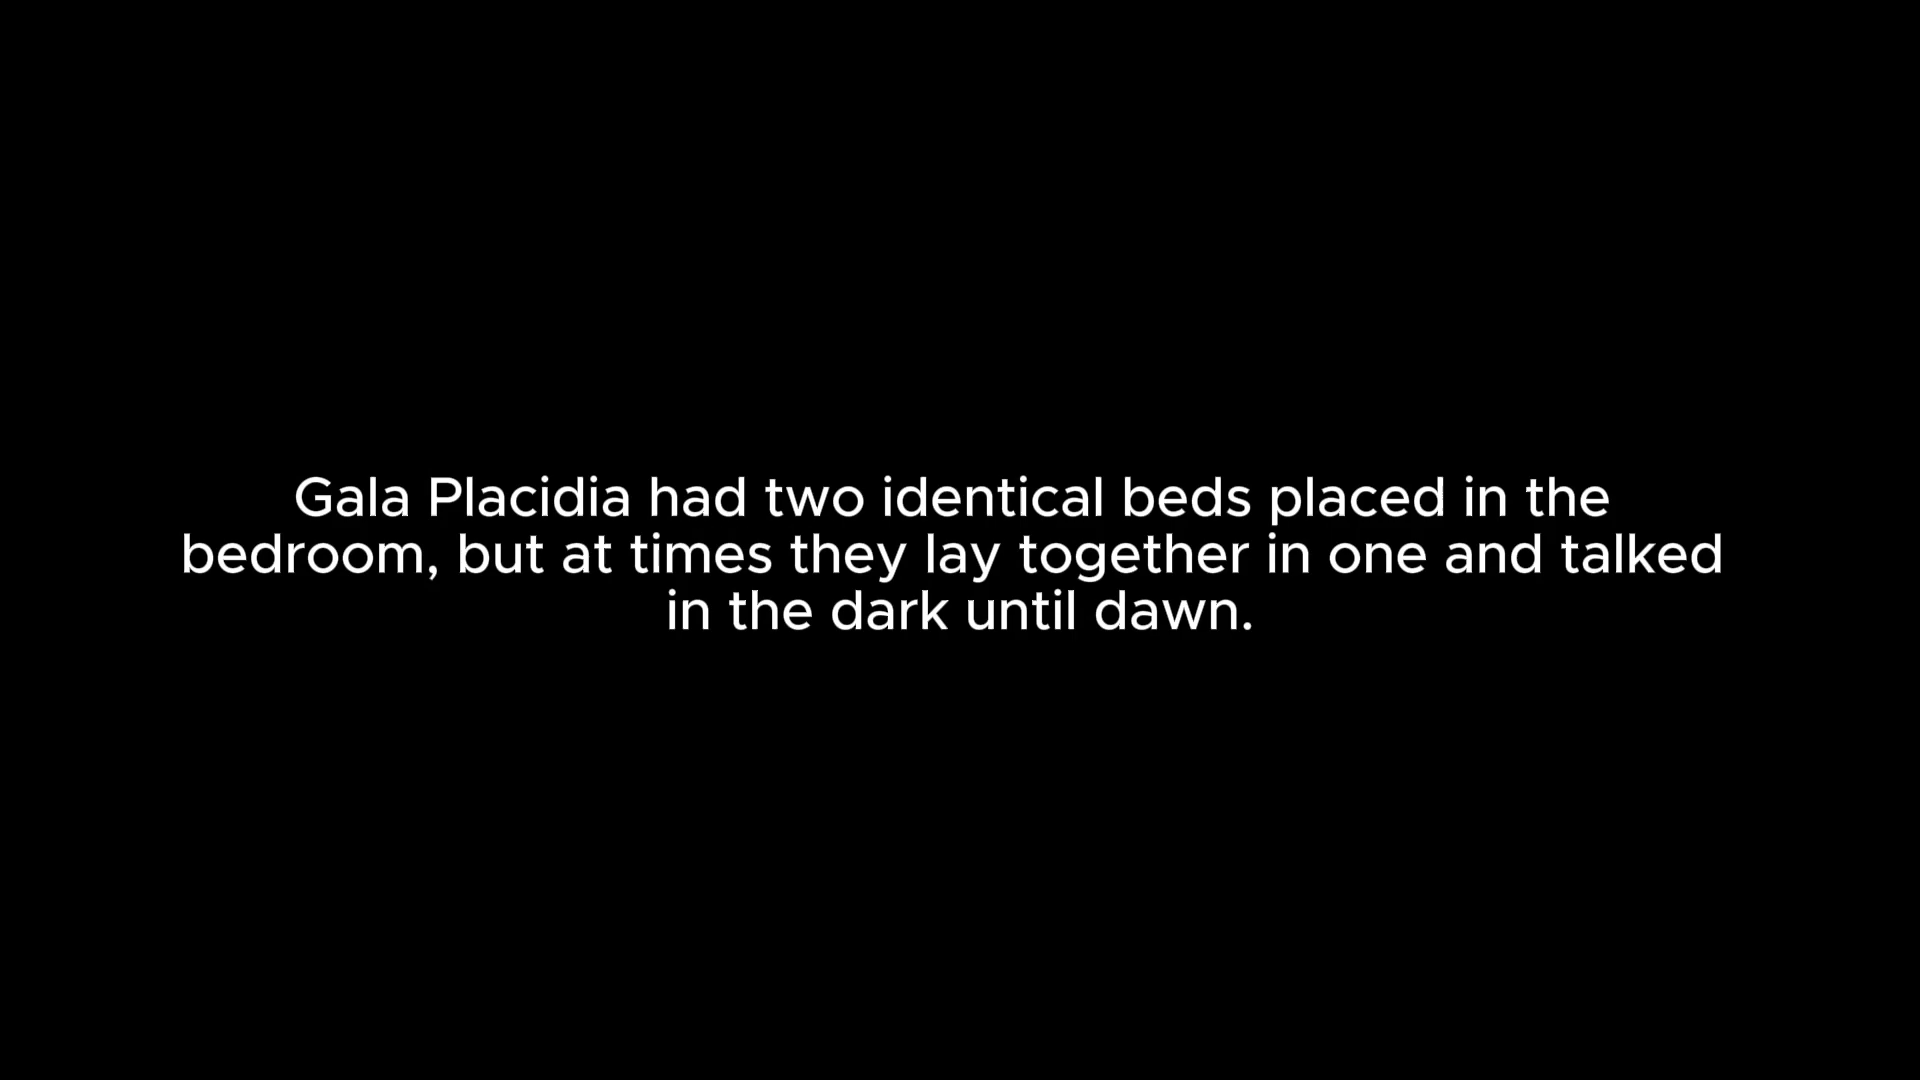 Gala Placidia had two identical beds placed in the
bedroom, but at times they lay together in one and talked
in the dark until dawn.